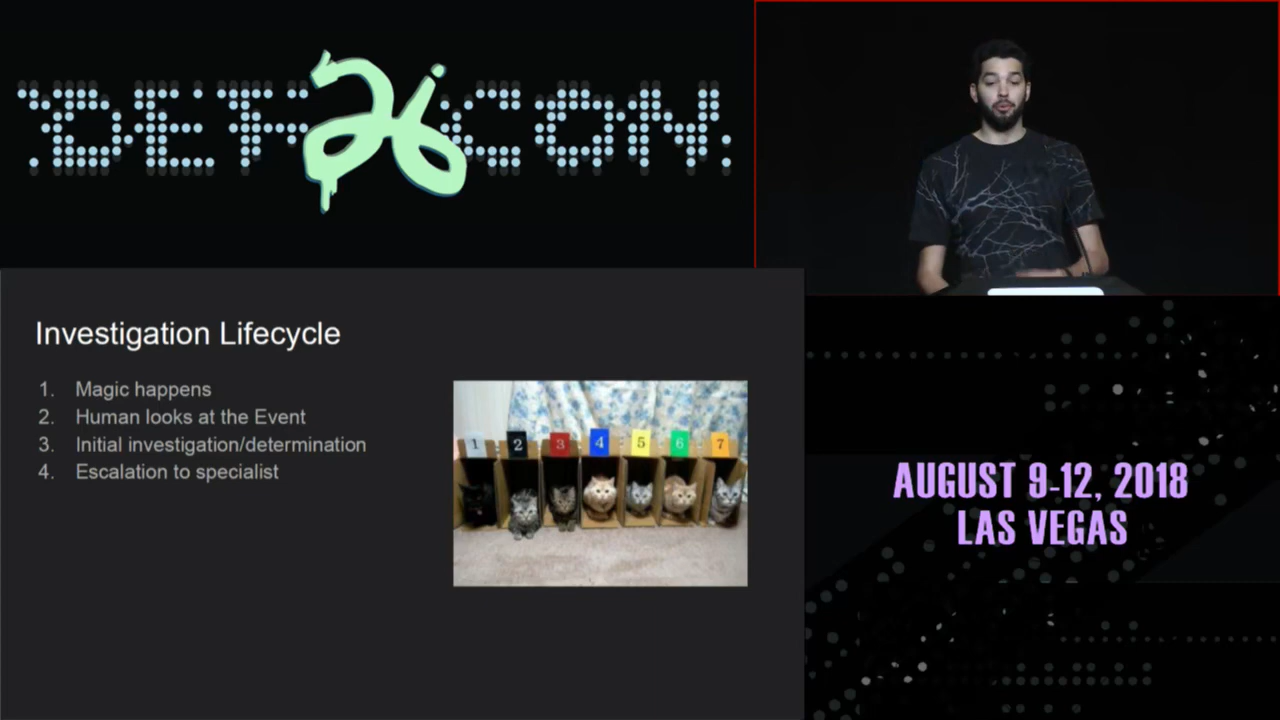 DEF 26 CON
Investigation Lifecycle
1. Magic happens
2. Human looks at the Event
3. Initial investigation/determination
4. Escalation to specialist
1 2 3 4 5 6 7
AUGUST 9-12, 2018
LAS VEGAS